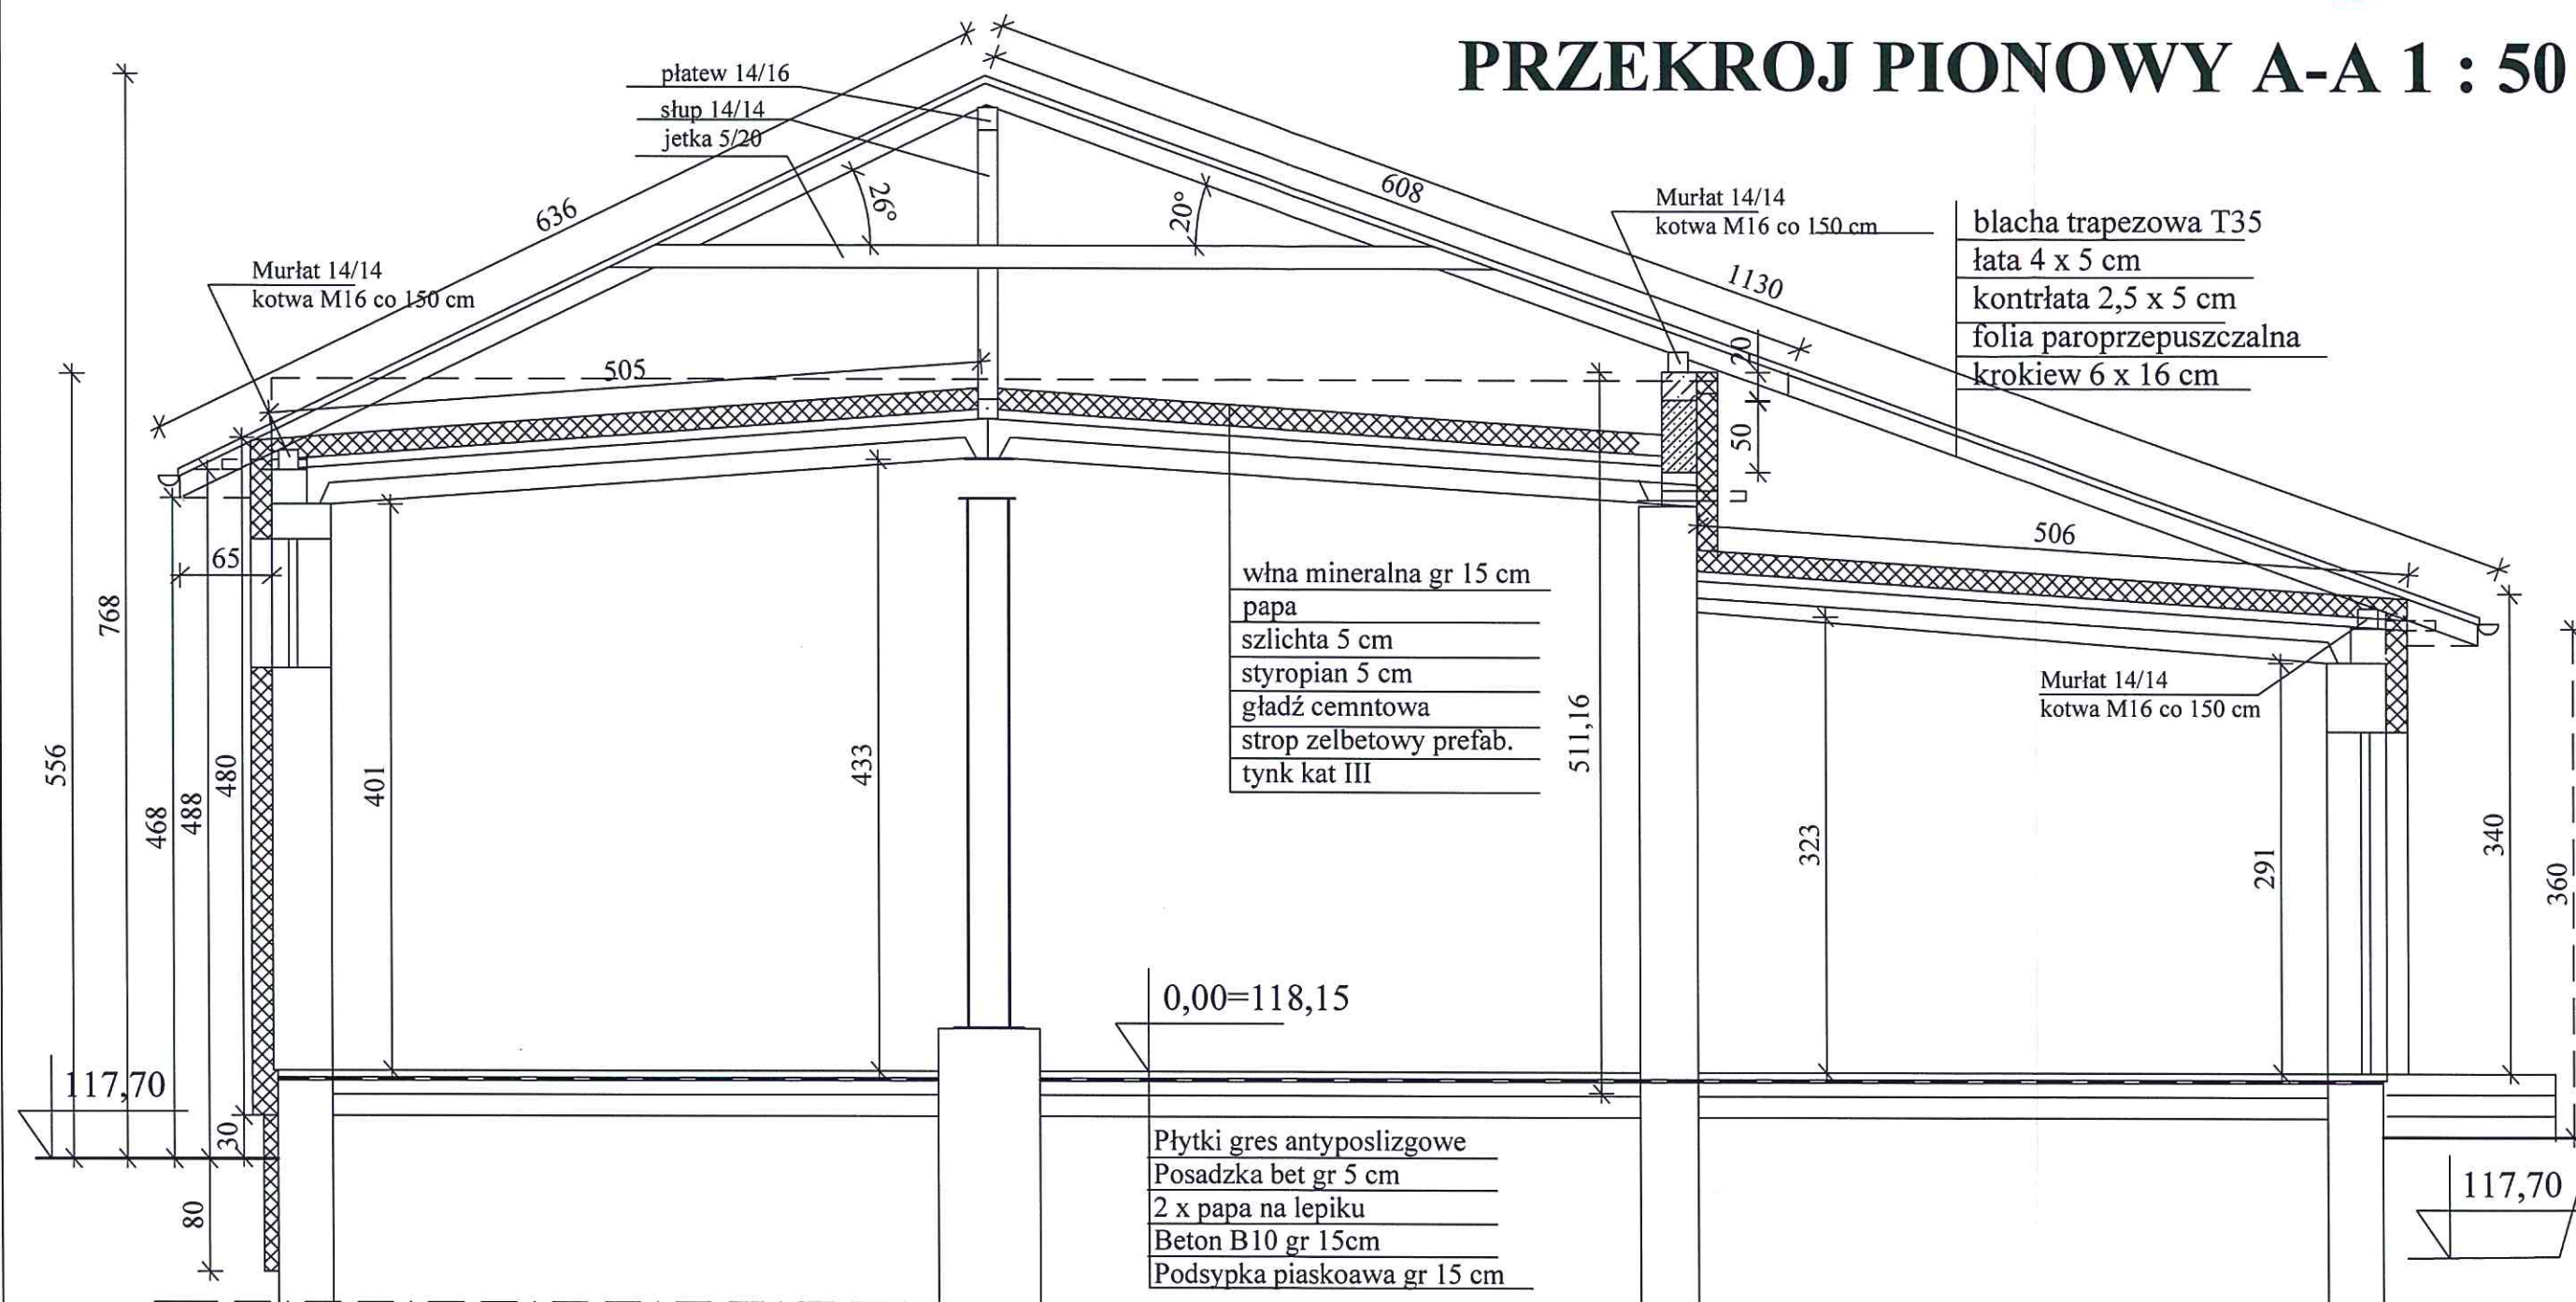 PRZEKROJ PIONOWY A-A 1 : 50
płatew 14/16
słup 14/14
jetka 5/20
636
26°
20°
608
1130
Murłat 14/14
kotwa M16 co 150 cm
Murłat 14/14
kotwa M16 co 150 cm
blacha trapezowa T35
łata 4 x 5 cm
kontrłata 2,5 x 5 cm
folia paroprzepuszczalna
krokiew 6 x 16 cm
505
20
50
506
65
768
556
468
488
480
401
433
511,16
323
291
340
360
włna mineralna gr 15 cm
papa
szlichta 5 cm
styropian 5 cm
gładź cemntowa
strop zelbetowy prefab.
tynk kat III
Murłat 14/14
kotwa M16 co 150 cm
0,00=118,15
117,70
30
80
Płytki gres antyposlizgowe
Posadzka bet gr 5 cm
2 x papa na lepiku
Beton B10 gr 15cm
Podsypka piaskoawa gr 15 cm
117,70